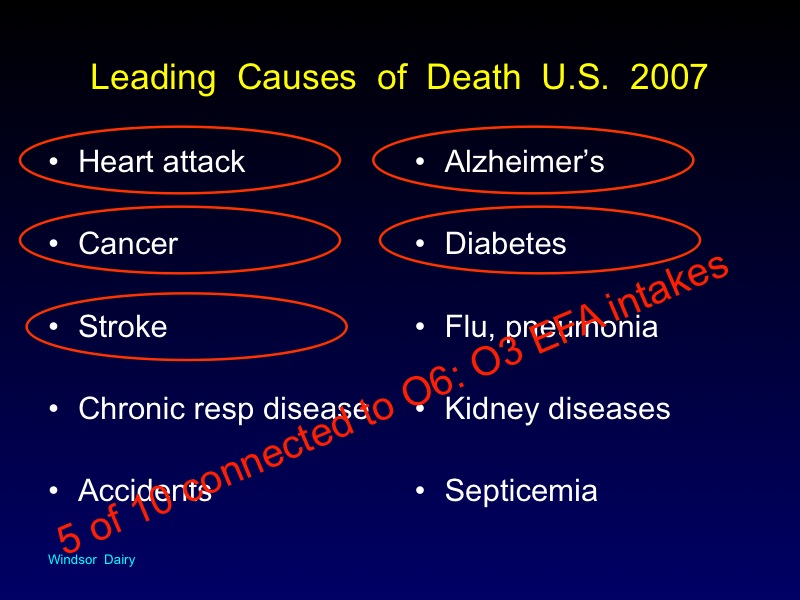 Leading Causes of Death U.S. 2007
• Heart attack
• Cancer
• Stroke
• Chronic resp disease
• Accidents
• Alzheimer’s
• Diabetes
• Flu, pneumonia
• Kidney diseases
• Septicemia
5 of 10 connected to O6: O3 EFA intakes
Windsor Dairy